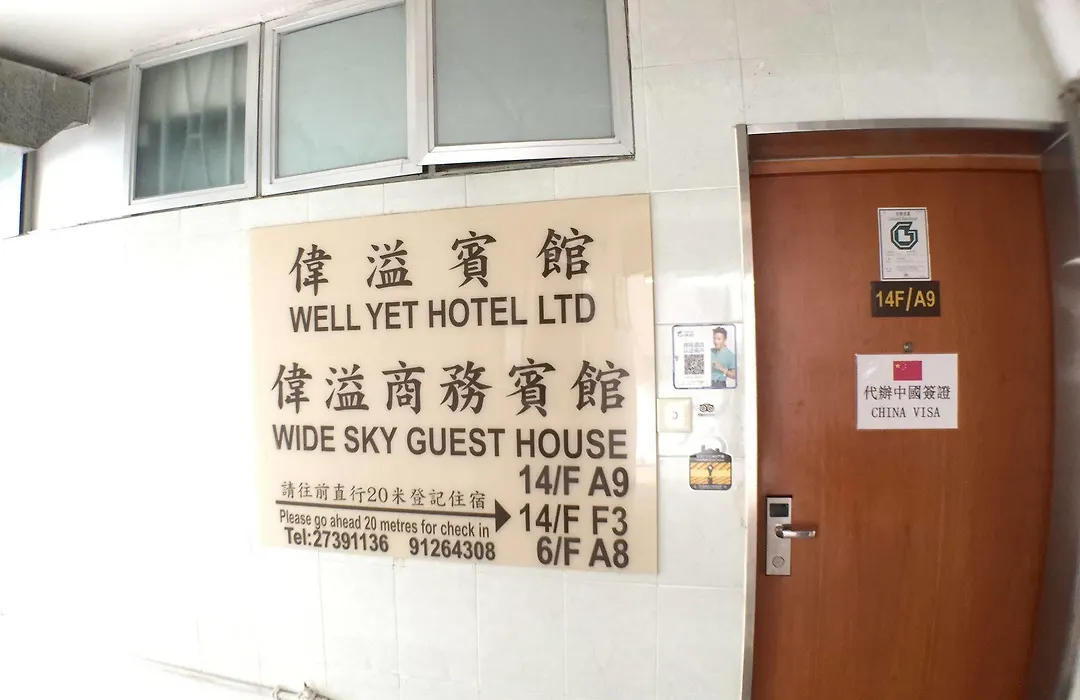 偉溢賓館
WELL YET HOTEL LTD
偉溢商務賓館
WIDE SKY GUEST HOUSE
14/F A9
請往前直行20米登記住宿
14/F F3
Please go ahead 20 metres for check in
6/F A8
Tel:27391136 91264308
14F/A9
代辦中國簽證
CHINA VISA